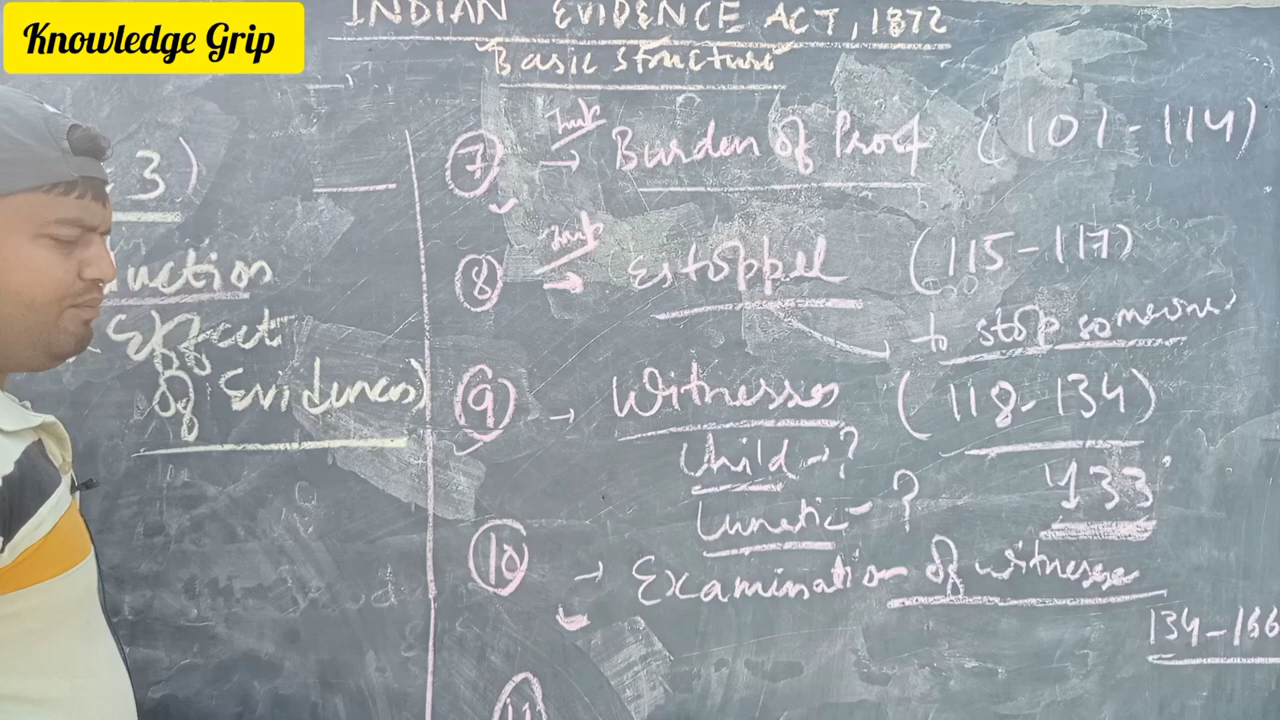 Knowledge Grip
INDIAN EVIDENCE ACT, 1872
Basic Structure
3)
uction
Effect
Of Evidences)
7 → Imp Burden Of Proof (101-114)
8 → Imp Estoppel (115-117)
→ to stop someone
9 → Witnesses (118-134)
Child → ?
Lunatic - ? 133
10 → Examination Of witnesses
134-166
11